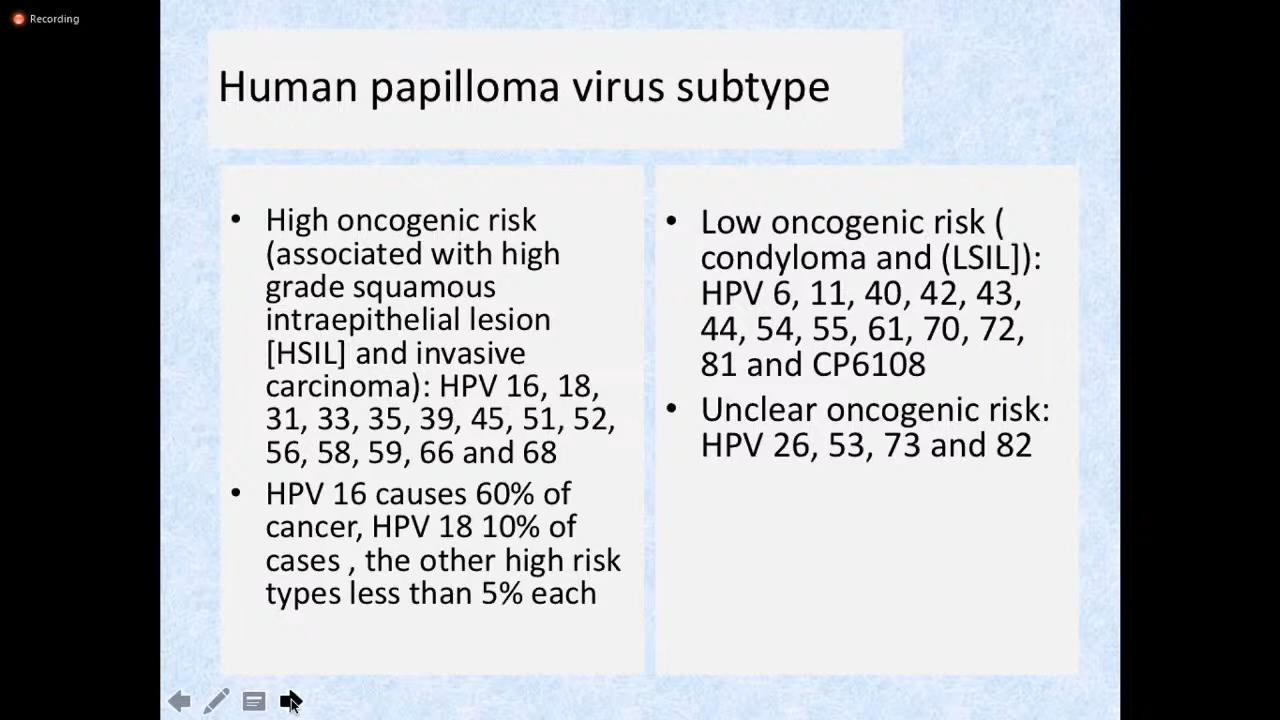 Recording
Human papilloma virus subtype
• High oncogenic risk
(associated with high
grade squamous
intraepithelial lesion
[HSIL] and invasive
carcinoma): HPV 16, 18,
31, 33, 35, 39, 45, 51, 52,
56, 58, 59, 66 and 68
• HPV 16 causes 60% of
cancer, HPV 18 10% of
cases , the other high risk
types less than 5% each
• Low oncogenic risk (
condyloma and (LSIL]):
HPV 6, 11, 40, 42, 43,
44, 54, 55, 61, 70, 72,
81 and CP6108
• Unclear oncogenic risk:
HPV 26, 53, 73 and 82